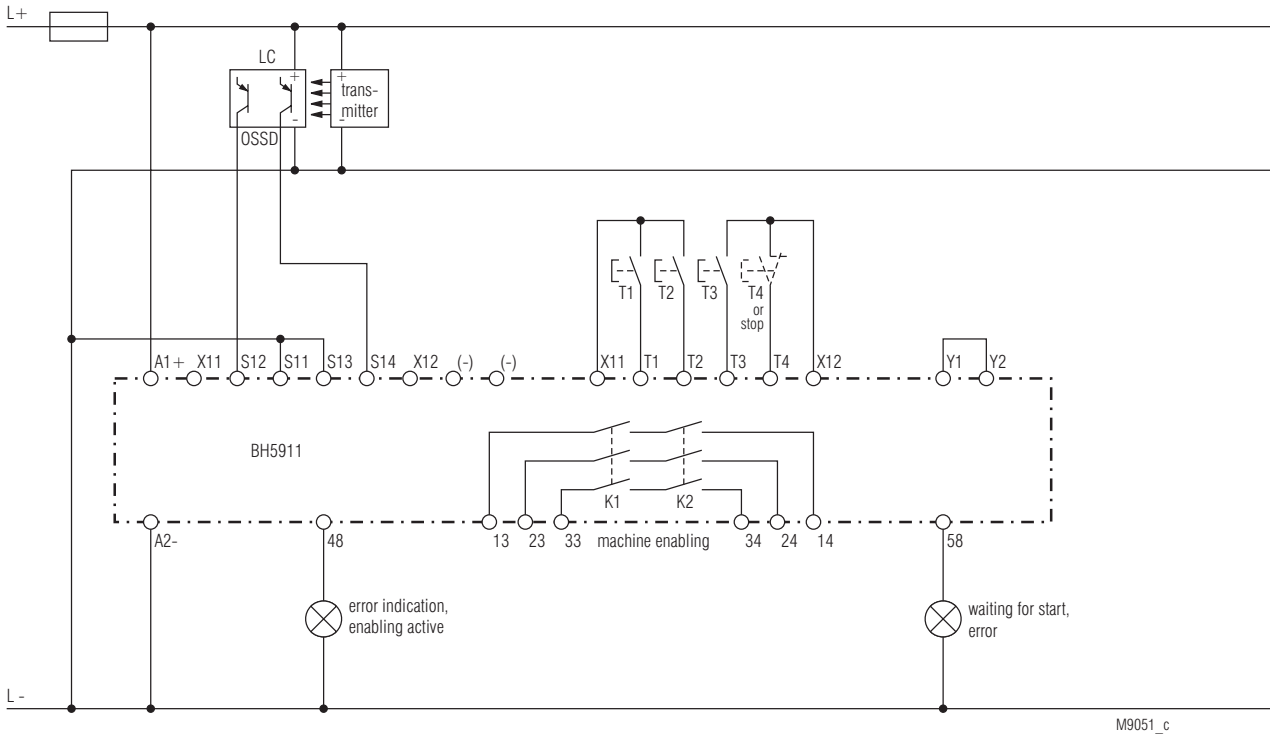 L+
LC
+
+
trans-
mitter
-
-
OSSD
T1
T2
T3
T4
or
stop
A1+
X11
S12
S11
S13
S14
X12
(-)
(-)
X11
T1
T2
T3
T4
X12
Y1
Y2
BH5911
K1
K2
A2-
48
13
23
33
machine enabling
34
24
14
58
error indication,
enabling active
waiting for start,
error
L -
M9051_c